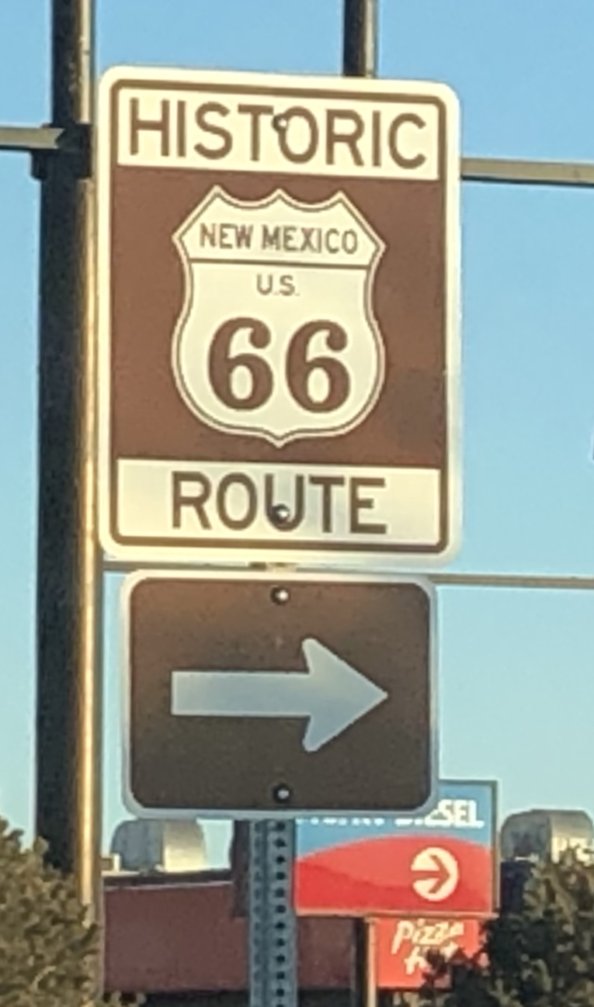 HISTORIC
NEW MEXICO
U.S.
66
ROUTE
DIESEL
Pizza
Hut